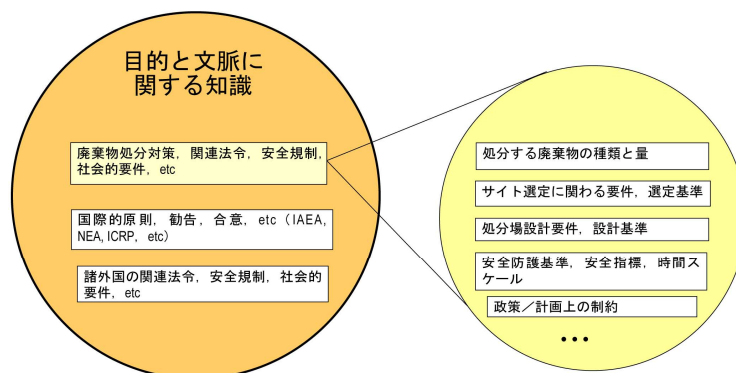 目的と文脈に
関する知識
廃棄物処分対策，関連法令，安全規制，
社会的要件，etc
国際的原則，勧告，合意，etc（IAEA,
NEA, ICRP，etc）
諸外国の関連法令，安全規制，社会的
要件，etc
処分する廃棄物の種類と量
サイト選定に関わる要件，選定基準
処分場設計要件，設計基準
安全防護基準，安全指標，時間ス
ケール
政策／計画上の制約
•••